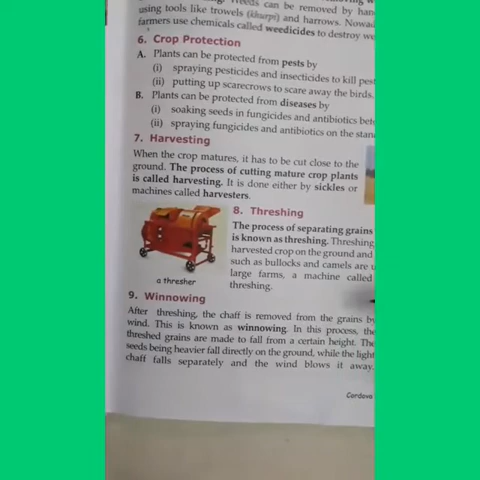 Weeds can be removed by han
using tools like trowels (khurpi) and harrows. Nowad
farmers use chemicals called weedicides to destroy we
6. Crop Protection
A. Plants can be protected from pests by
(i) spraying pesticides and insecticides to kill pest
(ii) putting up scarecrows to scare away the birds.
B. Plants can be protected from diseases by
(i) soaking seeds in fungicides and antibiotics bef
(ii) spraying fungicides and antibiotics on the stan
7. Harvesting
When the crop matures, it has to be cut close to the
ground. The process of cutting mature crop plants
is called harvesting. It is done either by sickles or
machines called harvesters.
8. Threshing
The process of separating grains
is known as threshing. Threshing
harvested crop on the ground and
such as bullocks and camels are u
large farms, a machine called
threshing.
a thresher
9. Winnowing
After threshing, the chaff is removed from the grains by
wind. This is known as winnowing. In this process, the
threshed grains are made to fall from a certain height. The
seeds being heavier fall directly on the ground, while the light
chaff falls separately and the wind blows it away.
Cordova